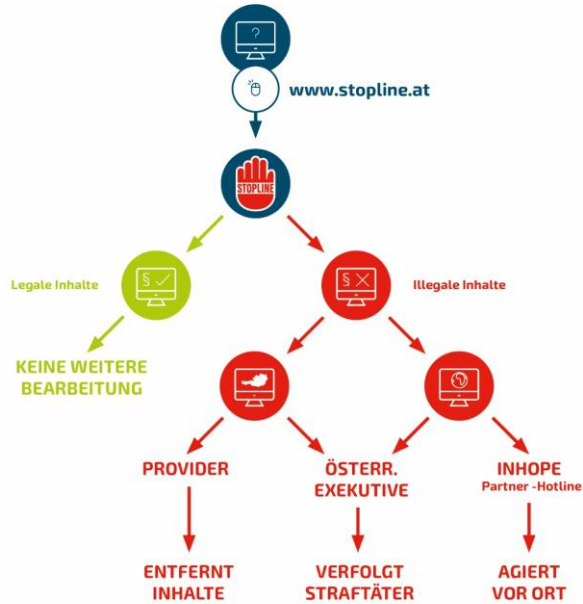 ?
www.stopline.at
STOPLINE
Legale Inhalte
§
§
Illegale Inhalte
KEINE WEITERE
BEARBEITUNG
PROVIDER
ÖSTERR.
EXEKUTIVE
INHOPE
Partner -Hotline
ENTFERNT
INHALTE
VERFOLGT
STRAFTÄTER
AGIERT
VOR ORT